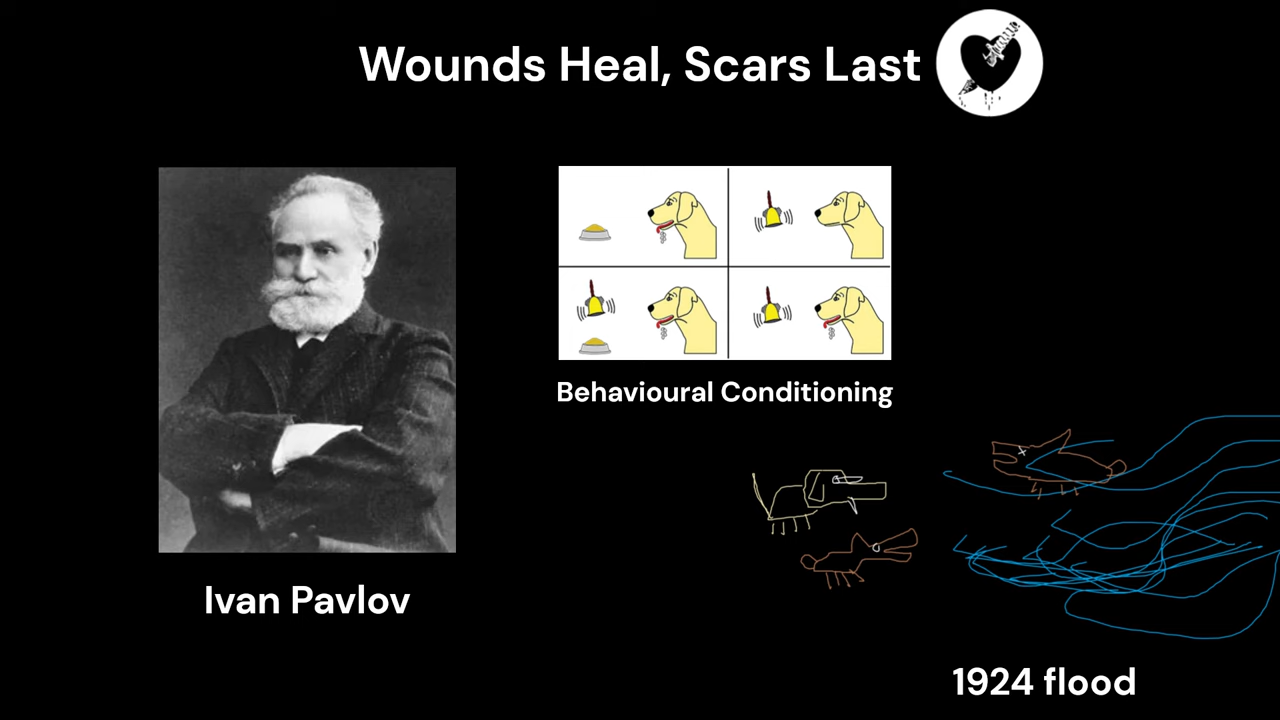 Wounds Heal, Scars Last
Behavioural Conditioning
Ivan Pavlov
1924 flood